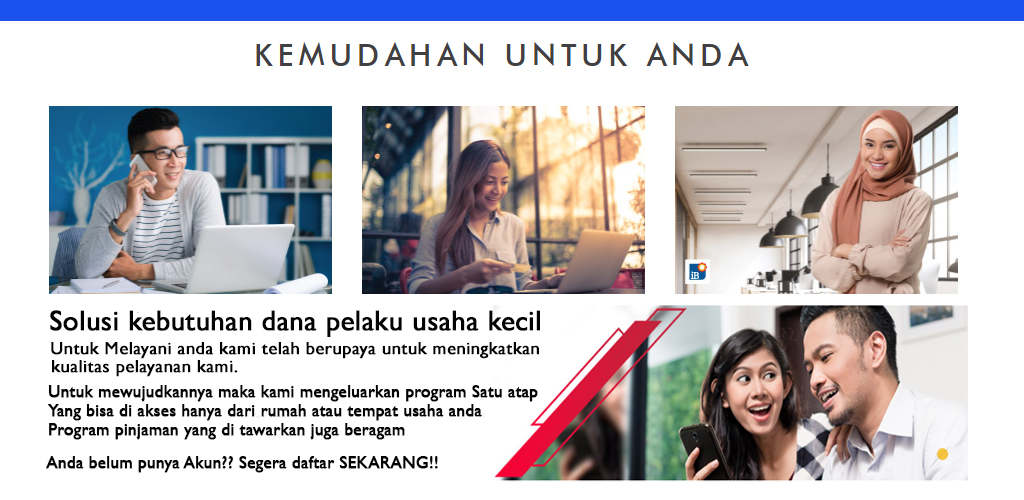 KEMUDAHAN UNTUK ANDA
iB
Solusi kebutuhan dana pelaku usaha kecil
Untuk Melayani anda kami telah berupaya untuk meningkatkan
kualitas pelayanan kami.
Untuk mewujudkannya maka kami mengeluarkan program Satu atap
Yang bisa di akses hanya dari rumah atau tempat usaha anda
Program pinjaman yang di tawarkan juga beragam
Anda belum punya Akun?? Segera daftar SEKARANG!!